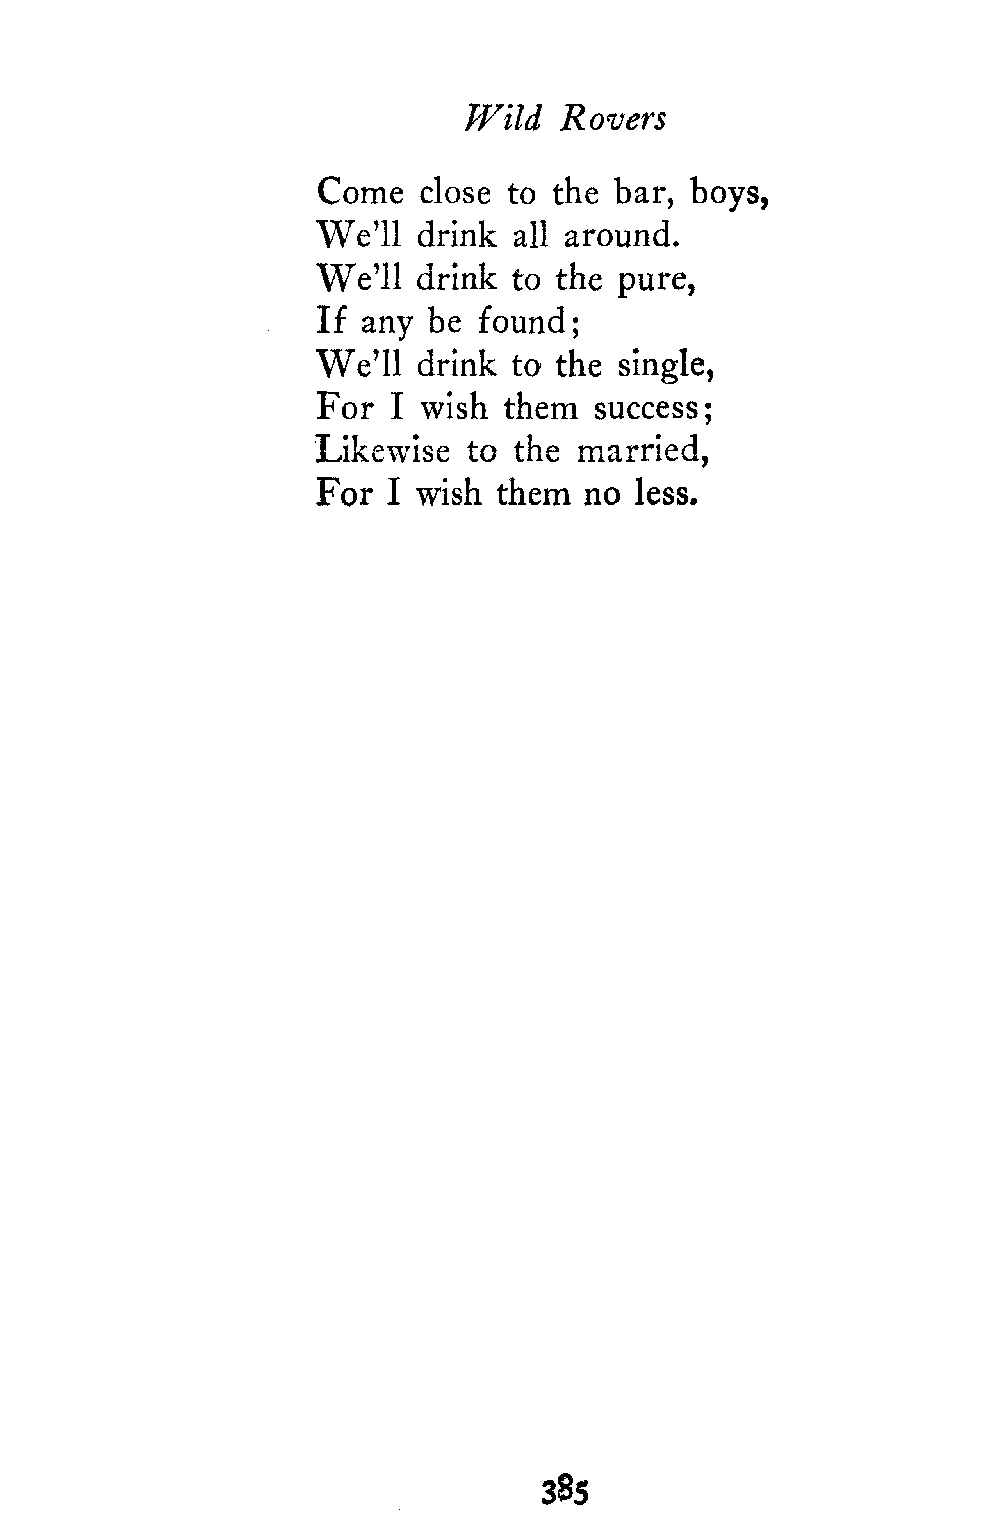 Wild Rovers
Come close to the bar, boys,
We'll drink all around.
We'll drink to the pure,
If any be found;
We'll drink to the single,
For I wish them success;
Likewise to the married,
For I wish them no less.
385